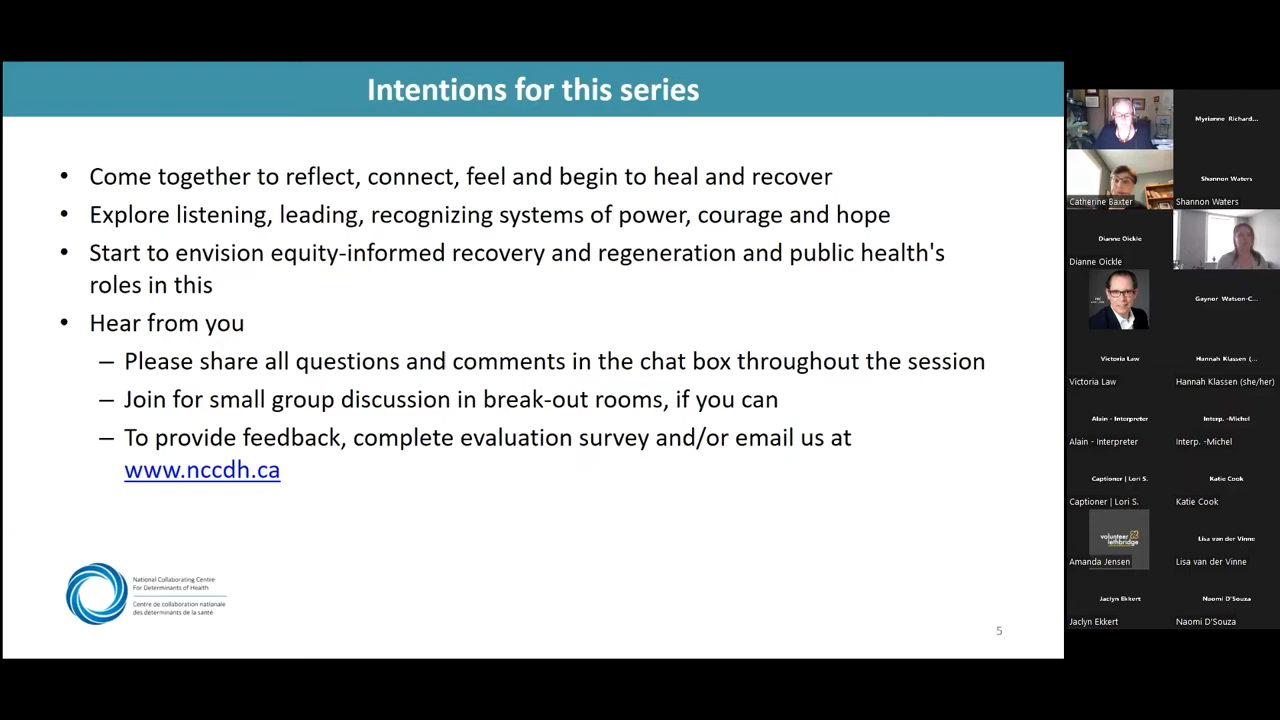 Intentions for this series
• Come together to reflect, connect, feel and begin to heal and recover
• Explore listening, leading, recognizing systems of power, courage and hope
• Start to envision equity-informed recovery and regeneration and public health's
roles in this
• Hear from you
– Please share all questions and comments in the chat box throughout the session
– Join for small group discussion in break-out rooms, if you can
– To provide feedback, complete evaluation survey and/or email us at
www.nccdh.ca
National Collaborating Centre
For Determinants of Health
Centre de collaboration nationale
des déterminants de la santé
5
Myrianne Richard...
Catherine Baxter
Shannon Waters
Shannon Waters
Dianne Oickle
Dianne Oickle
Gaynor Watson-C...
Victoria Law
Victoria Law
Hannah Klassen (...
Hannah Klassen (she/her)
Alain - Interpreter
Alain - Interpreter
Interp. -Michel
Interp. -Michel
Captioner | Lori S.
Captioner | Lori S.
Katie Cook
Katie Cook
volunteer
lethbridge
Amanda Jensen
Lisa van der Vinne
Lisa van der Vinne
Jaclyn Ekkert
Jaclyn Ekkert
Naomi D'Souza
Naomi D'Souza